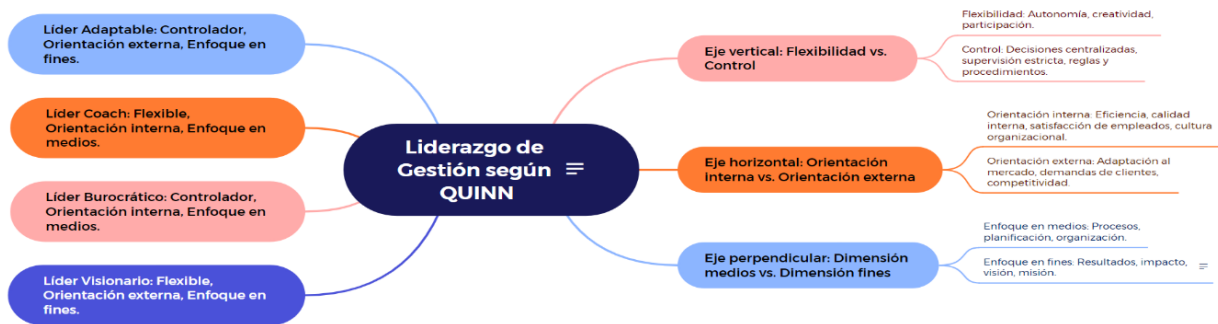 Líder Adaptable: Controlador,
Orientación externa, Enfoque en
fines.
Líder Coach: Flexible,
Orientación interna, Enfoque en
medios.
Líder Burocrático: Controlador,
Orientación interna, Enfoque en
medios.
Líder Visionario: Flexible,
Orientación externa, Enfoque en
fines.
Liderazgo de
Gestión según
QUINN
Eje vertical: Flexibilidad vs.
Control
Flexibilidad: Autonomía, creatividad,
participación.
Control: Decisiones centralizadas,
supervisión estricta, reglas y
procedimientos.
Eje horizontal: Orientación
interna vs. Orientación externa
Orientación interna: Eficiencia, calidad
interna, satisfacción de empleados, cultura
organizacional.
Orientación externa: Adaptación al
mercado, demandas de clientes,
competitividad.
Eje perpendicular: Dimensión
medios vs. Dimensión fines
Enfoque en medios: Procesos,
planificación, organización.
Enfoque en fines: Resultados, impacto,
visión, misión.